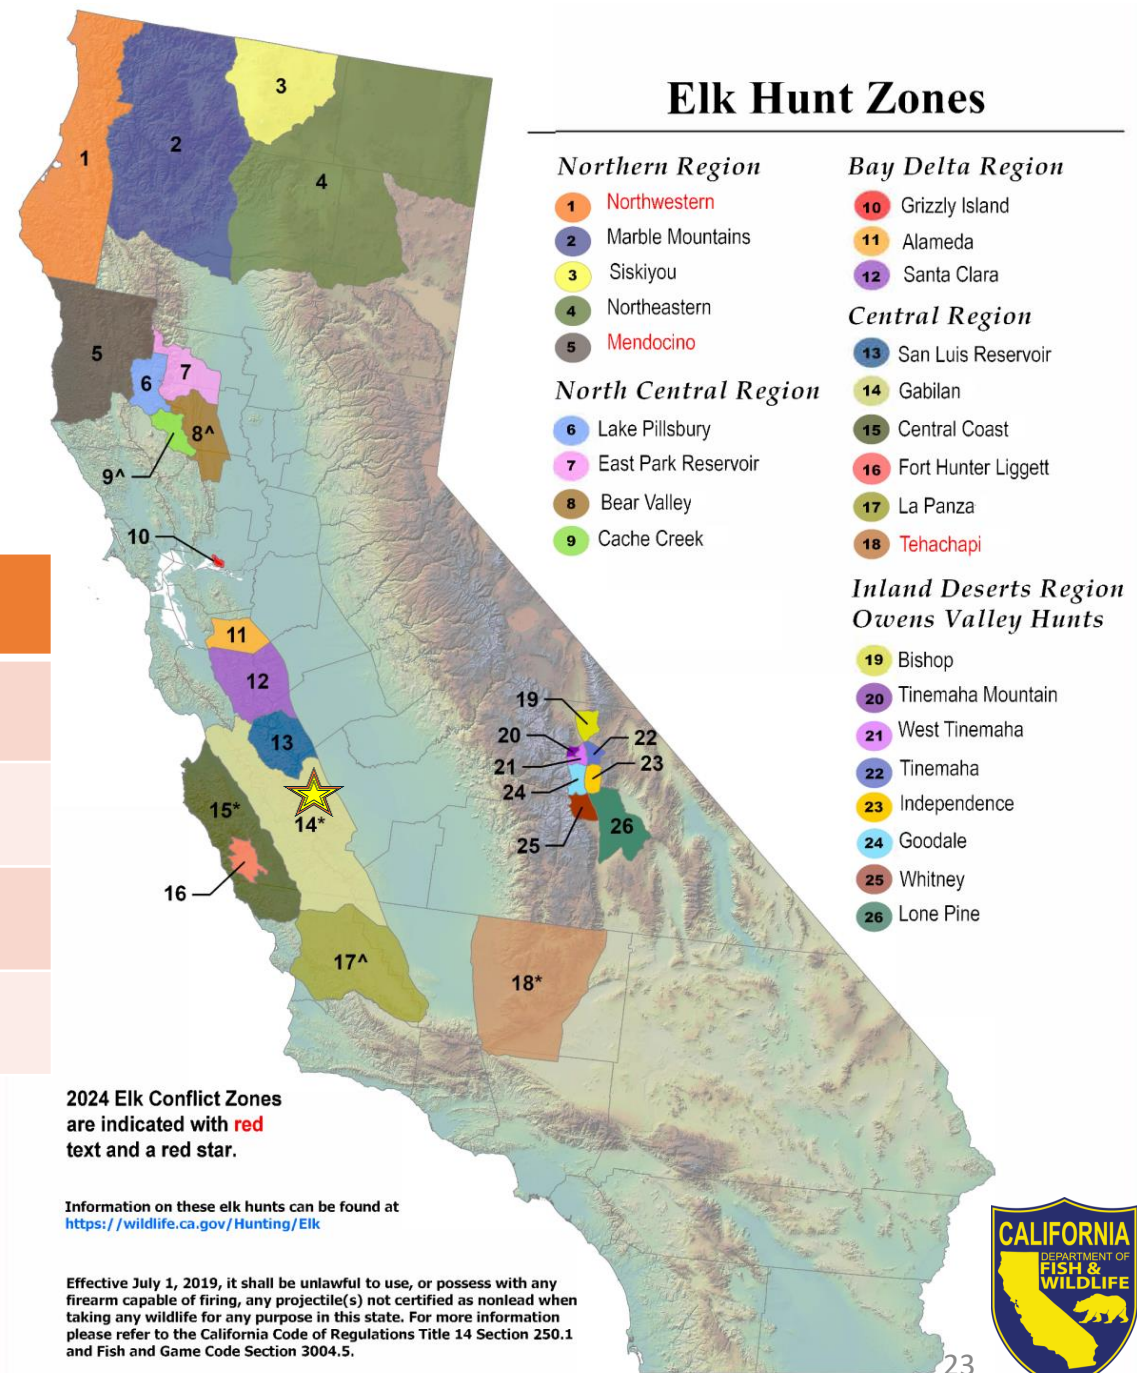 Elk Hunt Zones
Northern Region
1 Northwestern
2 Marble Mountains
3 Siskiyou
4 Northeastern
5 Mendocino
North Central Region
6 Lake Pillsbury
7 East Park Reservoir
8 Bear Valley
9 Cache Creek
Bay Delta Region
10 Grizzly Island
11 Alameda
12 Santa Clara
Central Region
13 San Luis Reservoir
14 Gabilan
15 Central Coast
16 Fort Hunter Liggett
17 La Panza
18 Tehachapi
Inland Deserts Region
Owens Valley Hunts
19 Bishop
20 Tinemaha Mountain
21 West Tinemaha
22 Tinemaha
23 Independence
24 Goodale
25 Whitney
26 Lone Pine
1
2
3
4
5
6
7
8^
9^
10
11
12
13
14*
15*
16
17^
18*
19
20
21
22
23
24
25
26
2024 Elk Conflict Zones
are indicated with red
text and a red star.
Information on these elk hunts can be found at
https://wildlife.ca.gov/Hunting/Elk
Effective July 1, 2019, it shall be unlawful to use, or possess with any
firearm capable of firing, any projectile(s) not certified as nonlead when
taking any wildlife for any purpose in this state. For more information
please refer to the California Code of Regulations Title 14 Section 250.1
and Fish and Game Code Section 3004.5.
CALIFORNIA
DEPARTMENT OF
FISH &
WILDLIFE
23